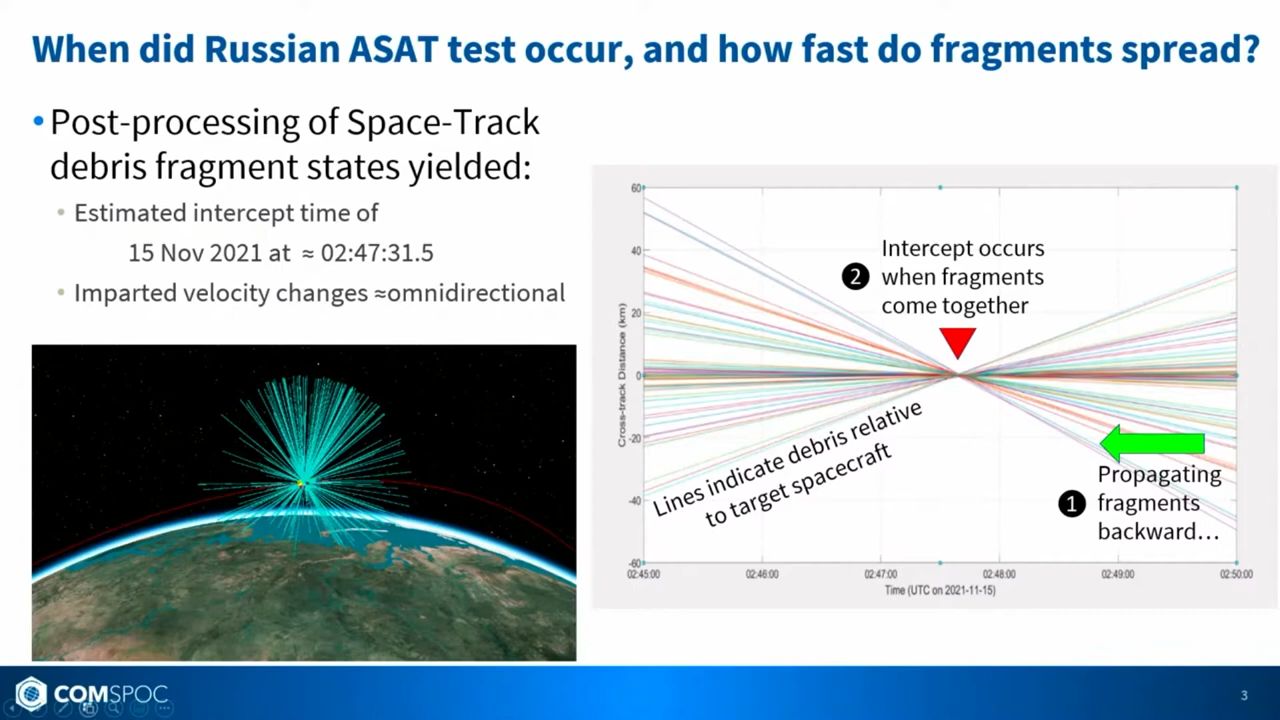 When did Russian ASAT test occur, and how fast do fragments spread?
•Post-processing of Space-Track
debris fragment states yielded:
• Estimated intercept time of
15 Nov 2021 at ≈ 02:47:31.5
• Imparted velocity changes ≈omnidirectional
60
40
20
0
-20
-40
-60
Cross-track Distance (km)
❷ Intercept occurs
when fragments
come together
Lines indicate debris relative
to target spacecraft
❶ Propagating
fragments
backward…
02:45:00 02:46:00 02:47:00 02:48:00 02:49:00 02:50:00
Time (UTC on 2021-11-15)
COMSPOC
3